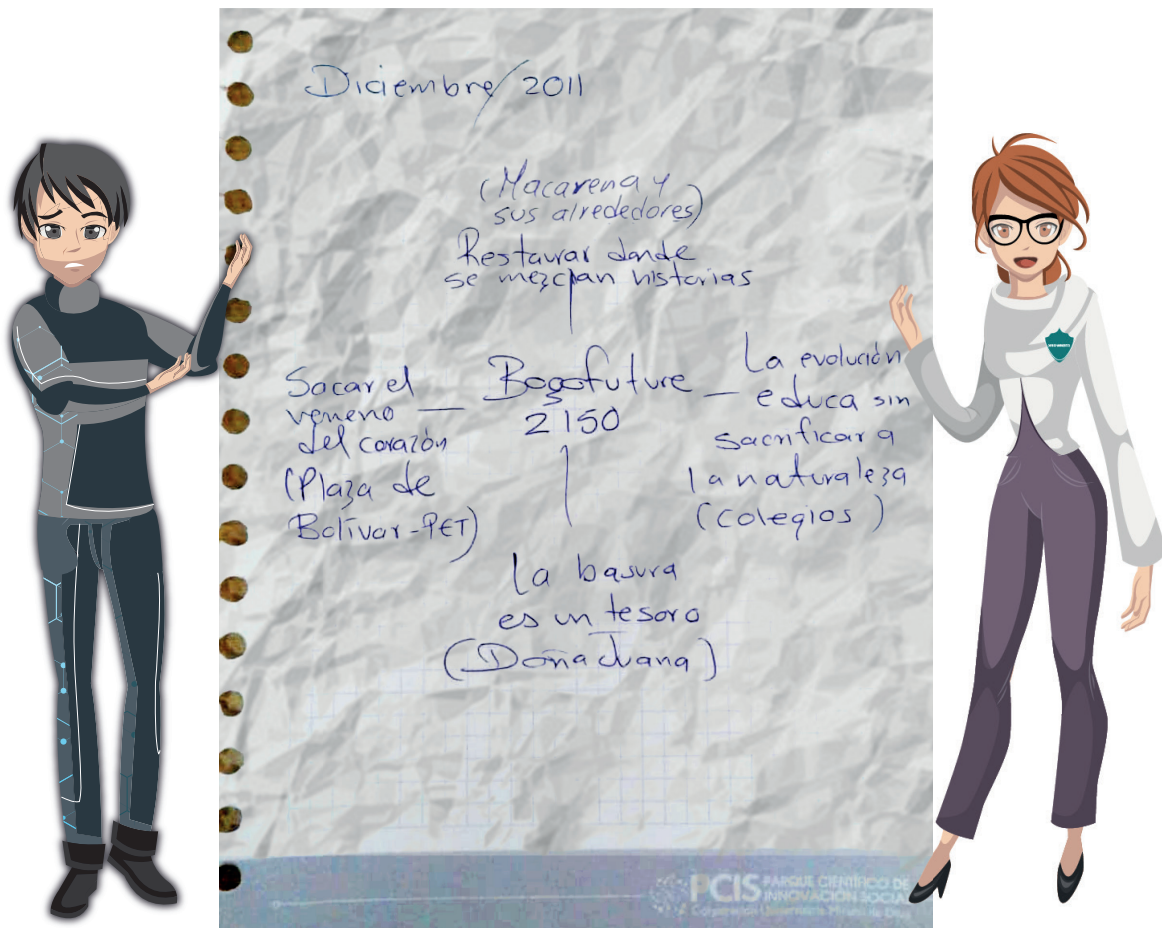 Diciembre/2011
(Macarena y
sus alrededores)
Restaurar donde
se mezclan historias
Sacar el
veneno
del corazón
(Plaza de
Bolívar-PET)
Bogofuture
2150
La evolución
educa sin
sacrificar a
la naturaleza
(colegios)
la basura
es un tesoro
(Doña Juana)
PCIS PARQUE CIENTÍFICO DE
INNOVACIÓN SOCIAL
Corporación Universitaria Minuto de Dios